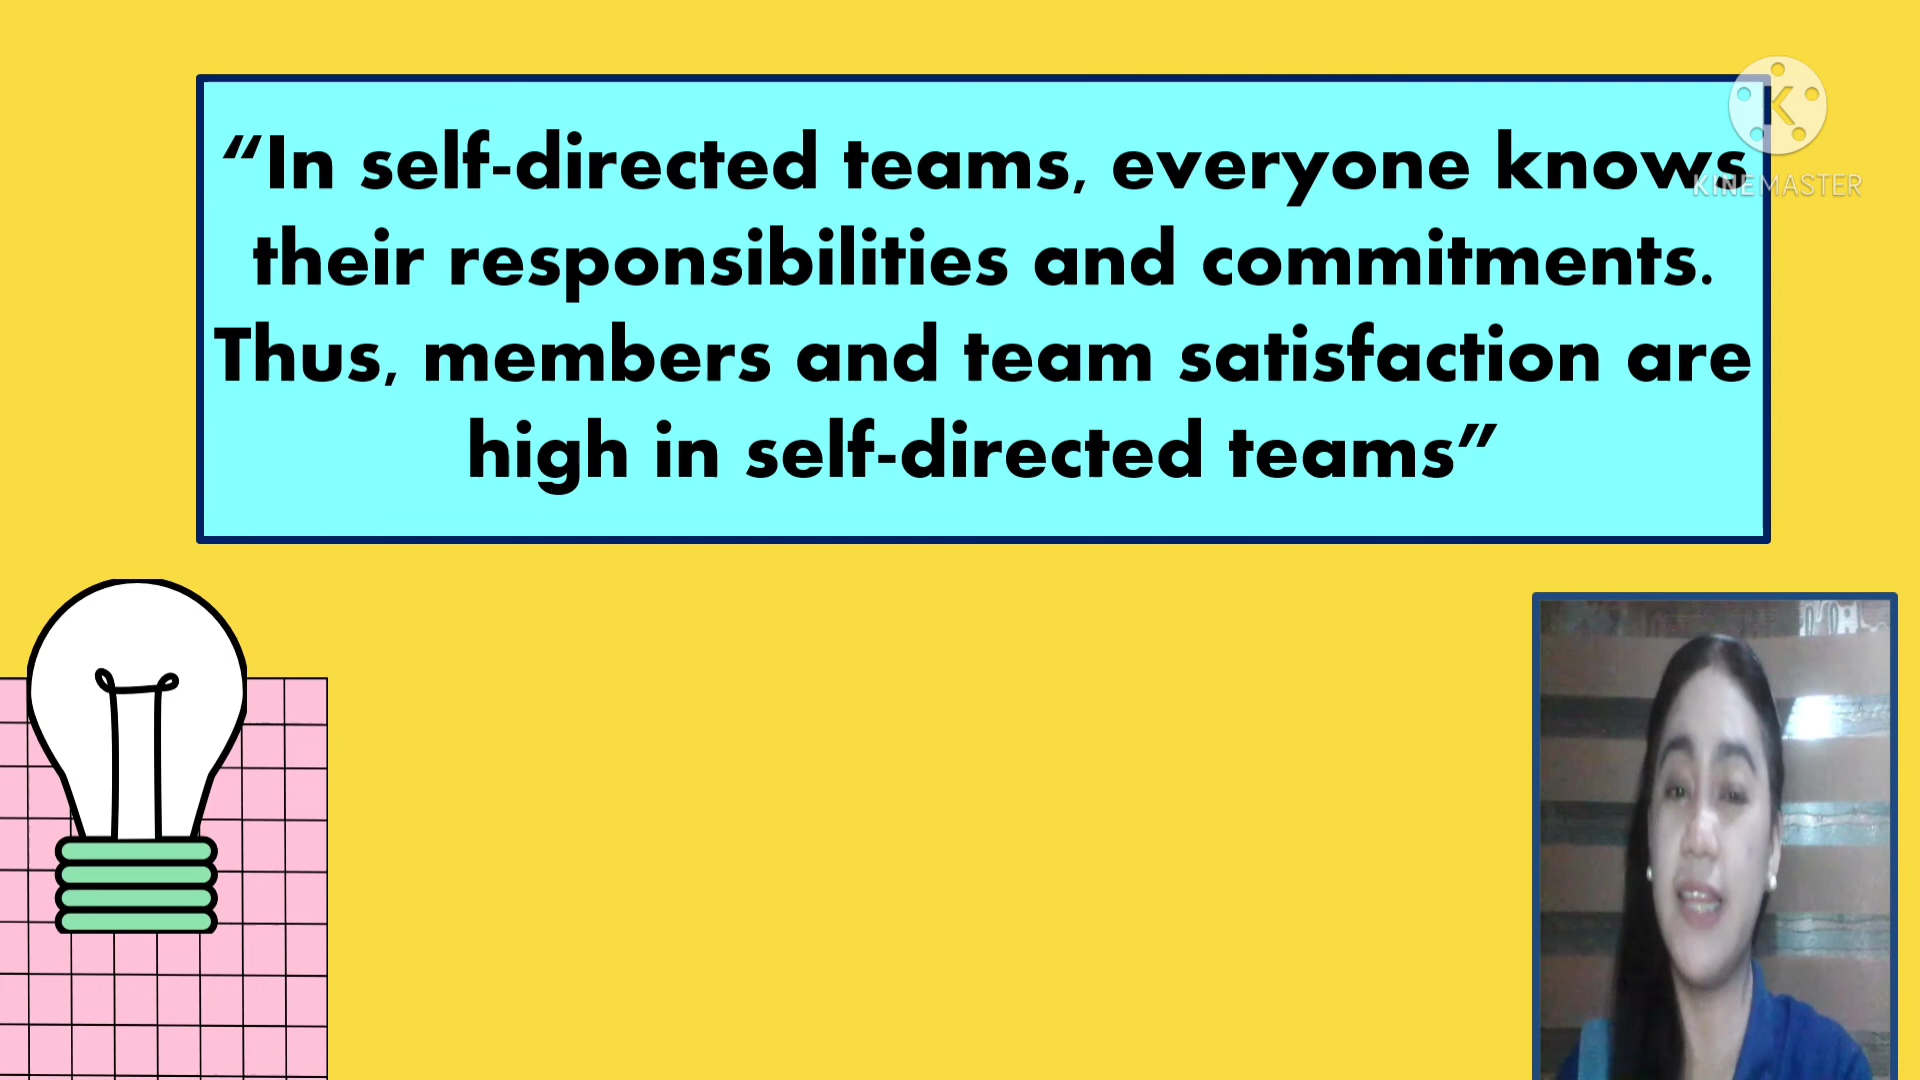 “In self-directed teams, everyone knows
their responsibilities and commitments.
Thus, members and team satisfaction are
high in self-directed teams”
K
KINEMASTER